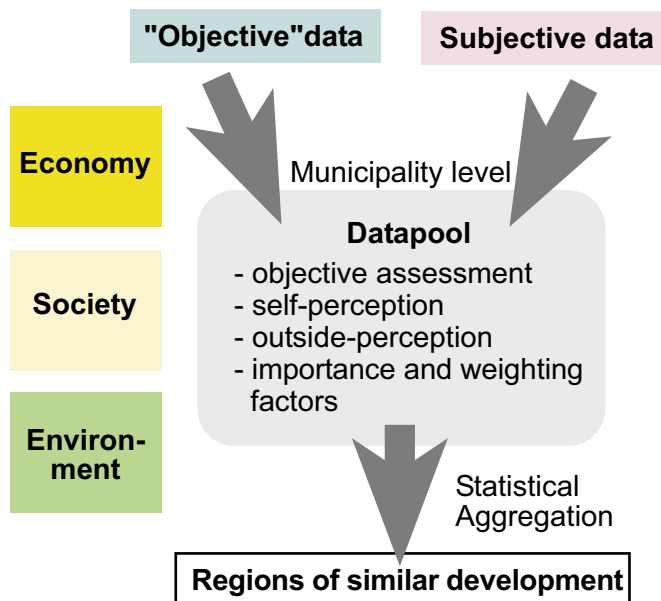 "Objective"data
Subjective data
Economy
Municipality level
Datapool
- objective assessment
- self-perception
- outside-perception
- importance and weighting
factors
Society
Environ-
ment
Statistical
Aggregation
Regions of similar development